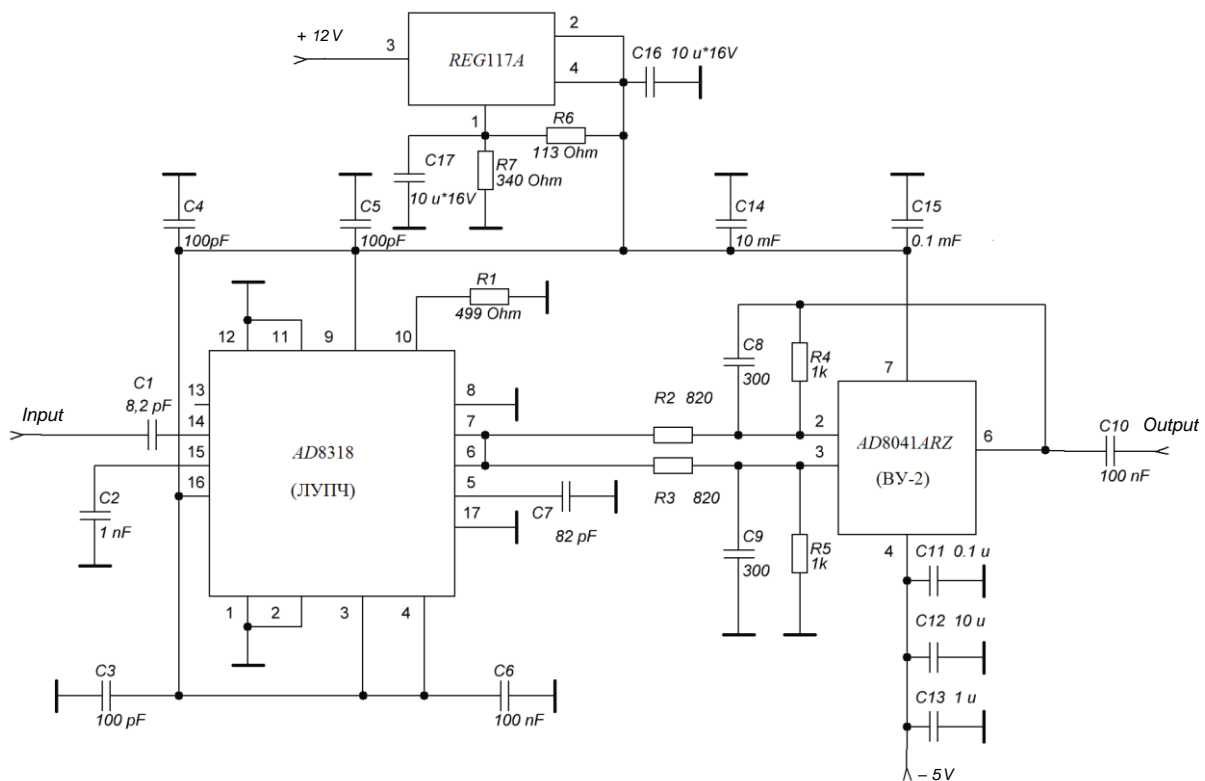 + 12 V
3
REG117A
2
4
1
C16 10 u*16V
R6
113 Ohm
C17
10 u*16V
R7
340 Ohm
C4
100pF
C5
100pF
C14
10 mF
C15
0.1 mF
R1
499 Ohm
12
11
9
10
Input
C1
8,2 pF
13
14
15
16
C2
1 nF
AD8318
(ЛУПЧ)
8
7
6
5
17
C7
82 pF
1
2
3
4
C3
100 pF
C6
100 nF
R2 820
R3 820
C8
300
R4
1k
C9
300
R5
1k
7
2
3
AD8041ARZ
(ВУ-2)
6
4
C10
100 nF
Output
C11 0.1 u
C12 10 u
C13 1 u
– 5 V